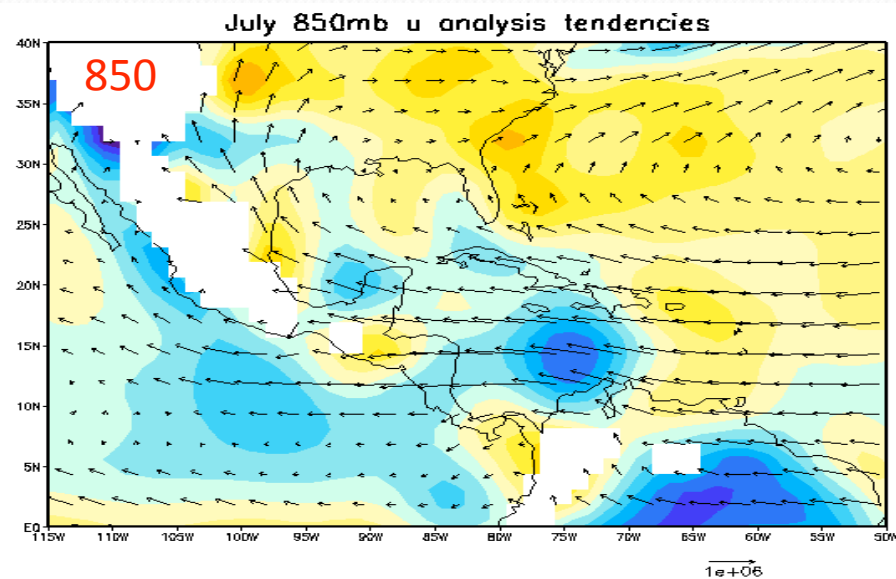 July 850mb u analysis tendencies
850
40N
35N
30N
25N
20N
15N
10N
5N
EQ
115W 110W 105W 100W 95W 90W 85W 80W 75W 70W 65W 60W 55W 50W
1e+06